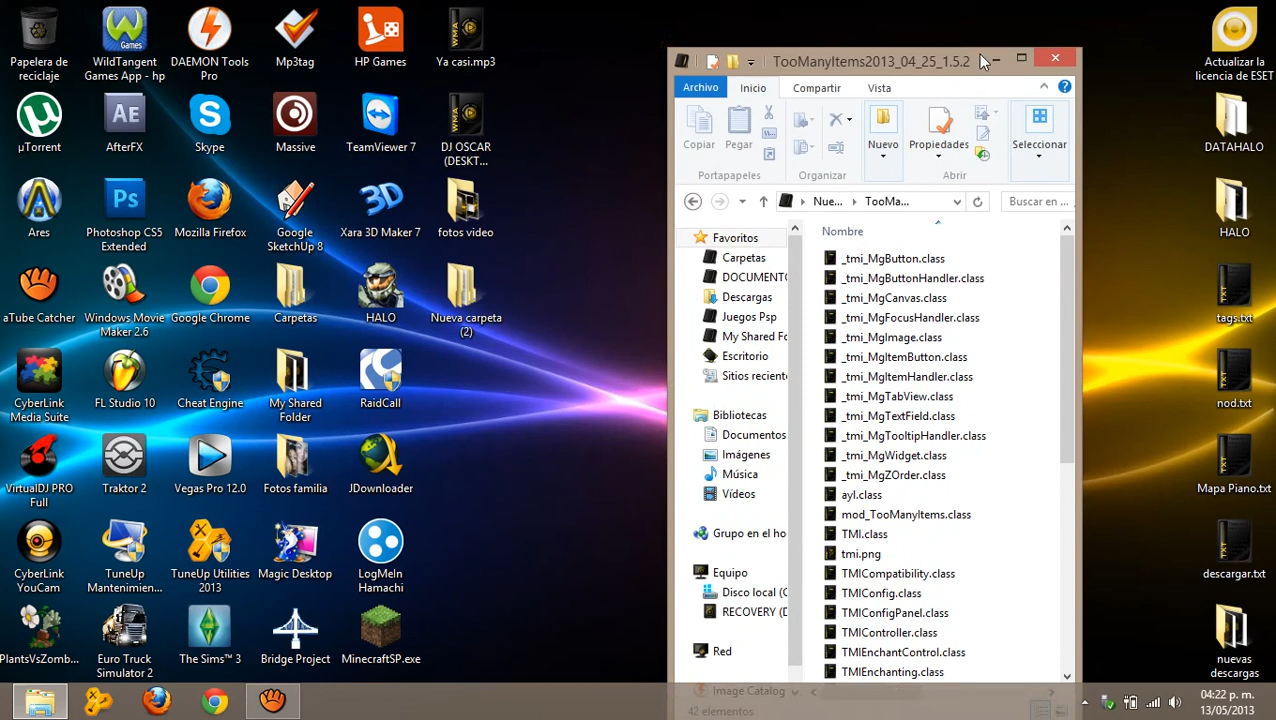 Papelera de
reciclaje
WildTangent
Games App - hp
DAEMON Tools
Pro
Mp3tag
HP Games
Ya casi.mp3
µTorrent
AfterFX
Skype
Massive
TeamViewer 7
DJ OSCAR
(DESKT...
Ares
Photoshop CS5
Extended
Mozilla Firefox
Google
SketchUp 8
Xara 3D Maker 7
fotos video
aTube Catcher
Windows Movie
Maker 2.6
Google Chrome
Carpetas
HALO
Nueva carpeta
(2)
CyberLink
Media Suite
FL Studio 10
Cheat Engine
My Shared
Folder
RaidCall
VirtualDJ PRO
Full
Traktor 2
Vegas Pro 12.0
Fotos familia
JDownloader
CyberLink
YouCam
TuneUp
Mantenimien...
TuneUp Utilities
2013
Magic Desktop
LogMeIn
Hamachi
PlantsVsZomb...
Euro Truck
Simulator 2
The Sims™ 3
Bridge Project
MinecraftSP.exe
TooManyItems2013_04_25_1.5.2
Archivo
Inicio
Compartir
Vista
Copiar
Pegar
Nuevo
Propiedades
Seleccionar
Portapapeles
Organizar
Abrir
Nue...
TooMa...
Buscar en ...
Nombre
Favoritos
Carpetas
DOCUMENTO
Descargas
Juegos Psp
My Shared Fo
Escritorio
Sitios recient
Bibliotecas
Documentos
Imágenes
Música
Vídeos
Grupo en el ho
Equipo
Disco local (C
RECOVERY (D
Red
_tmi_MgButton.class
_tmi_MgButtonHandler.class
_tmi_MgCanvas.class
_tmi_MgFocusHandler.class
_tmi_MgImage.class
_tmi_MgItemButton.class
_tmi_MgItemHandler.class
_tmi_MgTabView.class
_tmi_MgTextField.class
_tmi_MgTooltipHandler.class
_tmi_MgWidget.class
_tmi_MgZOrder.class
ayl.class
mod_TooManyItems.class
TMI.class
tmi.png
TMICompatibility.class
TMIConfig.class
TMIConfigPanel.class
TMIController.class
TMIEnchantControl.class
TMIEnchanting.class
Image Catalog
42 elementos
Actualizar la
licencia de ESET
DATAHALO
HALO
tags.txt
nod.txt
Mapa Piano.txt
descargar.txt
nuevas
descargas
04:22 p. m.
13/05/2013